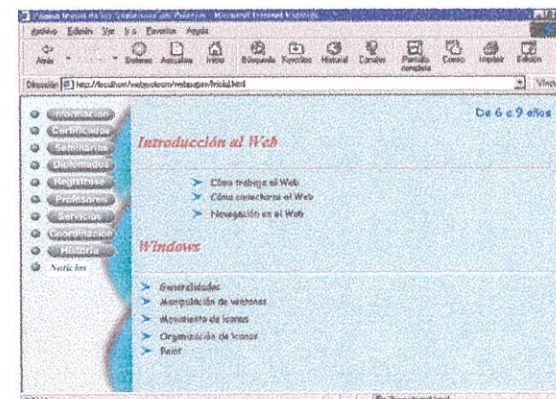 Archivo Edición Ver Ir a Favoritos Ayuda
Atrás Detener Actualizar Inicio Búsqueda Favoritos Historial Canales Pantalla completa Correo Imprimir Edición
Dirección
De 6 a 9 años
Información
Certificados
Seminarios
Diplomados
Regístrese
Profesores
Servicios
Coordinación
Historia
Noticias
Introducción al Web
Cómo trabaja el Web
Cómo conectarse al Web
Navegación en el Web
Windows
Generalidades
Manipulación de ventanas
Movimiento de iconos
Organización de iconos
Paint